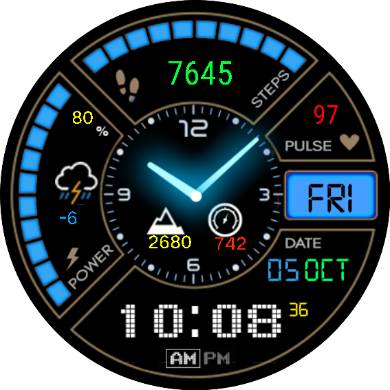 7645
STEPS
80
%
12
97
PULSE
9
3
FRI
-6
2680
742
DATE
POWER
6
05 OCT
10:08 36
AM PM